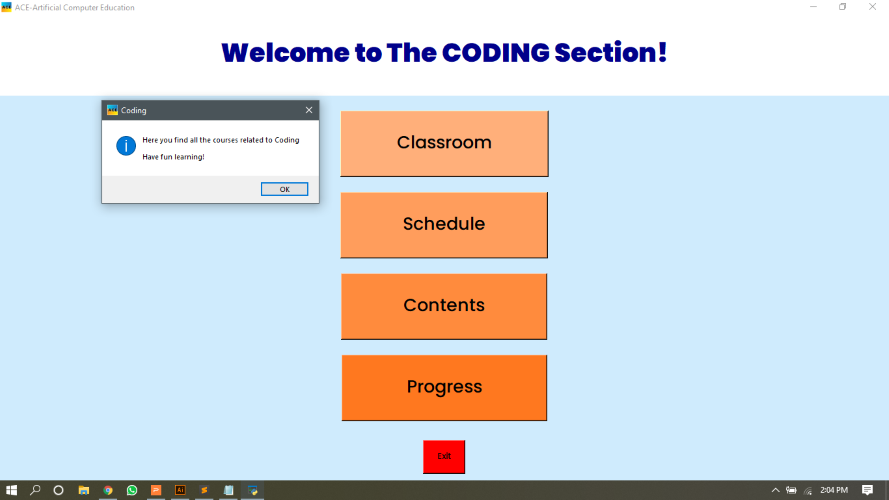 ACE-Artificial Computer Education
Welcome to The CODING Section!
Coding
Here you find all the courses related to Coding
Have fun learning!
OK
Classroom
Schedule
Contents
Progress
Exit
Ai
2:04 PM